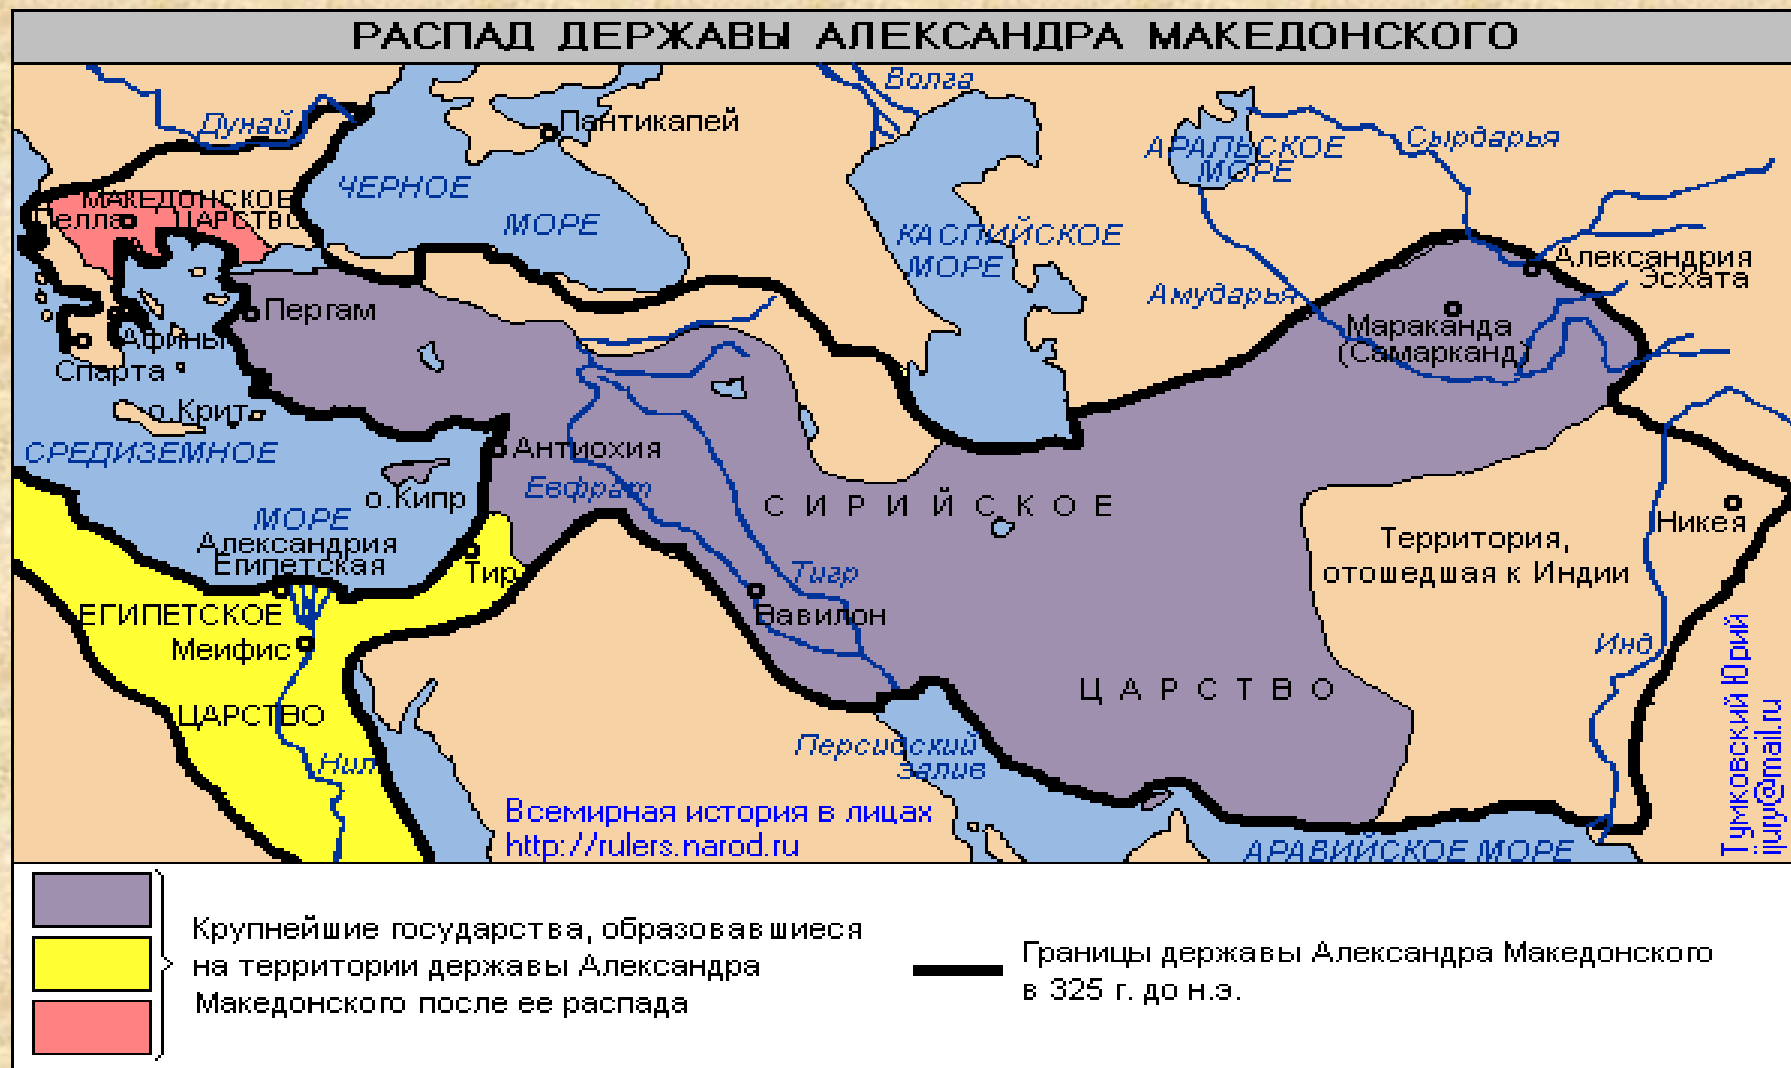 РАСПАД ДЕРЖАВЫ АЛЕКСАНДРА МАКЕДОНСКОГО
Волга
Дунай
Пантикапей
Сырдарья
АРАЛЬСКОЕ
МОРЕ
ЧЕРНОЕ
МОРЕ
МАКЕДОНСКОЕ
Пелла
ЦАРСТВО
КАСПИЙСКОЕ
МОРЕ
Александрия
Эсхата
Амударья
Пергам
Мараканда
(Самарканд)
Афины
Спарта
о.Крит
СРЕДИЗЕМНОЕ
МОРЕ
Антиохия
Евфрат
о.Кипр
СИРИЙСКОЕ
ЦАРСТВО
Никея
Территория,
отошедшая к Индии
Александрия
Египетская
Тир
Тигр
Вавилон
ЕГИПЕТСКОЕ
Меифис
ЦАРСТВО
Инд
Нил
Персидский
залив
АРАВИЙСКОЕ МОРЕ
Всемирная история в лицах
http://rulers.narod.ru
Тумковский Юрий
ijury@mail.ru
Крупнейшие государства, образовавшиеся
на территории державы Александра
Македонского после ее распада
Границы державы Александра Македонского
в 325 г. до н.э.